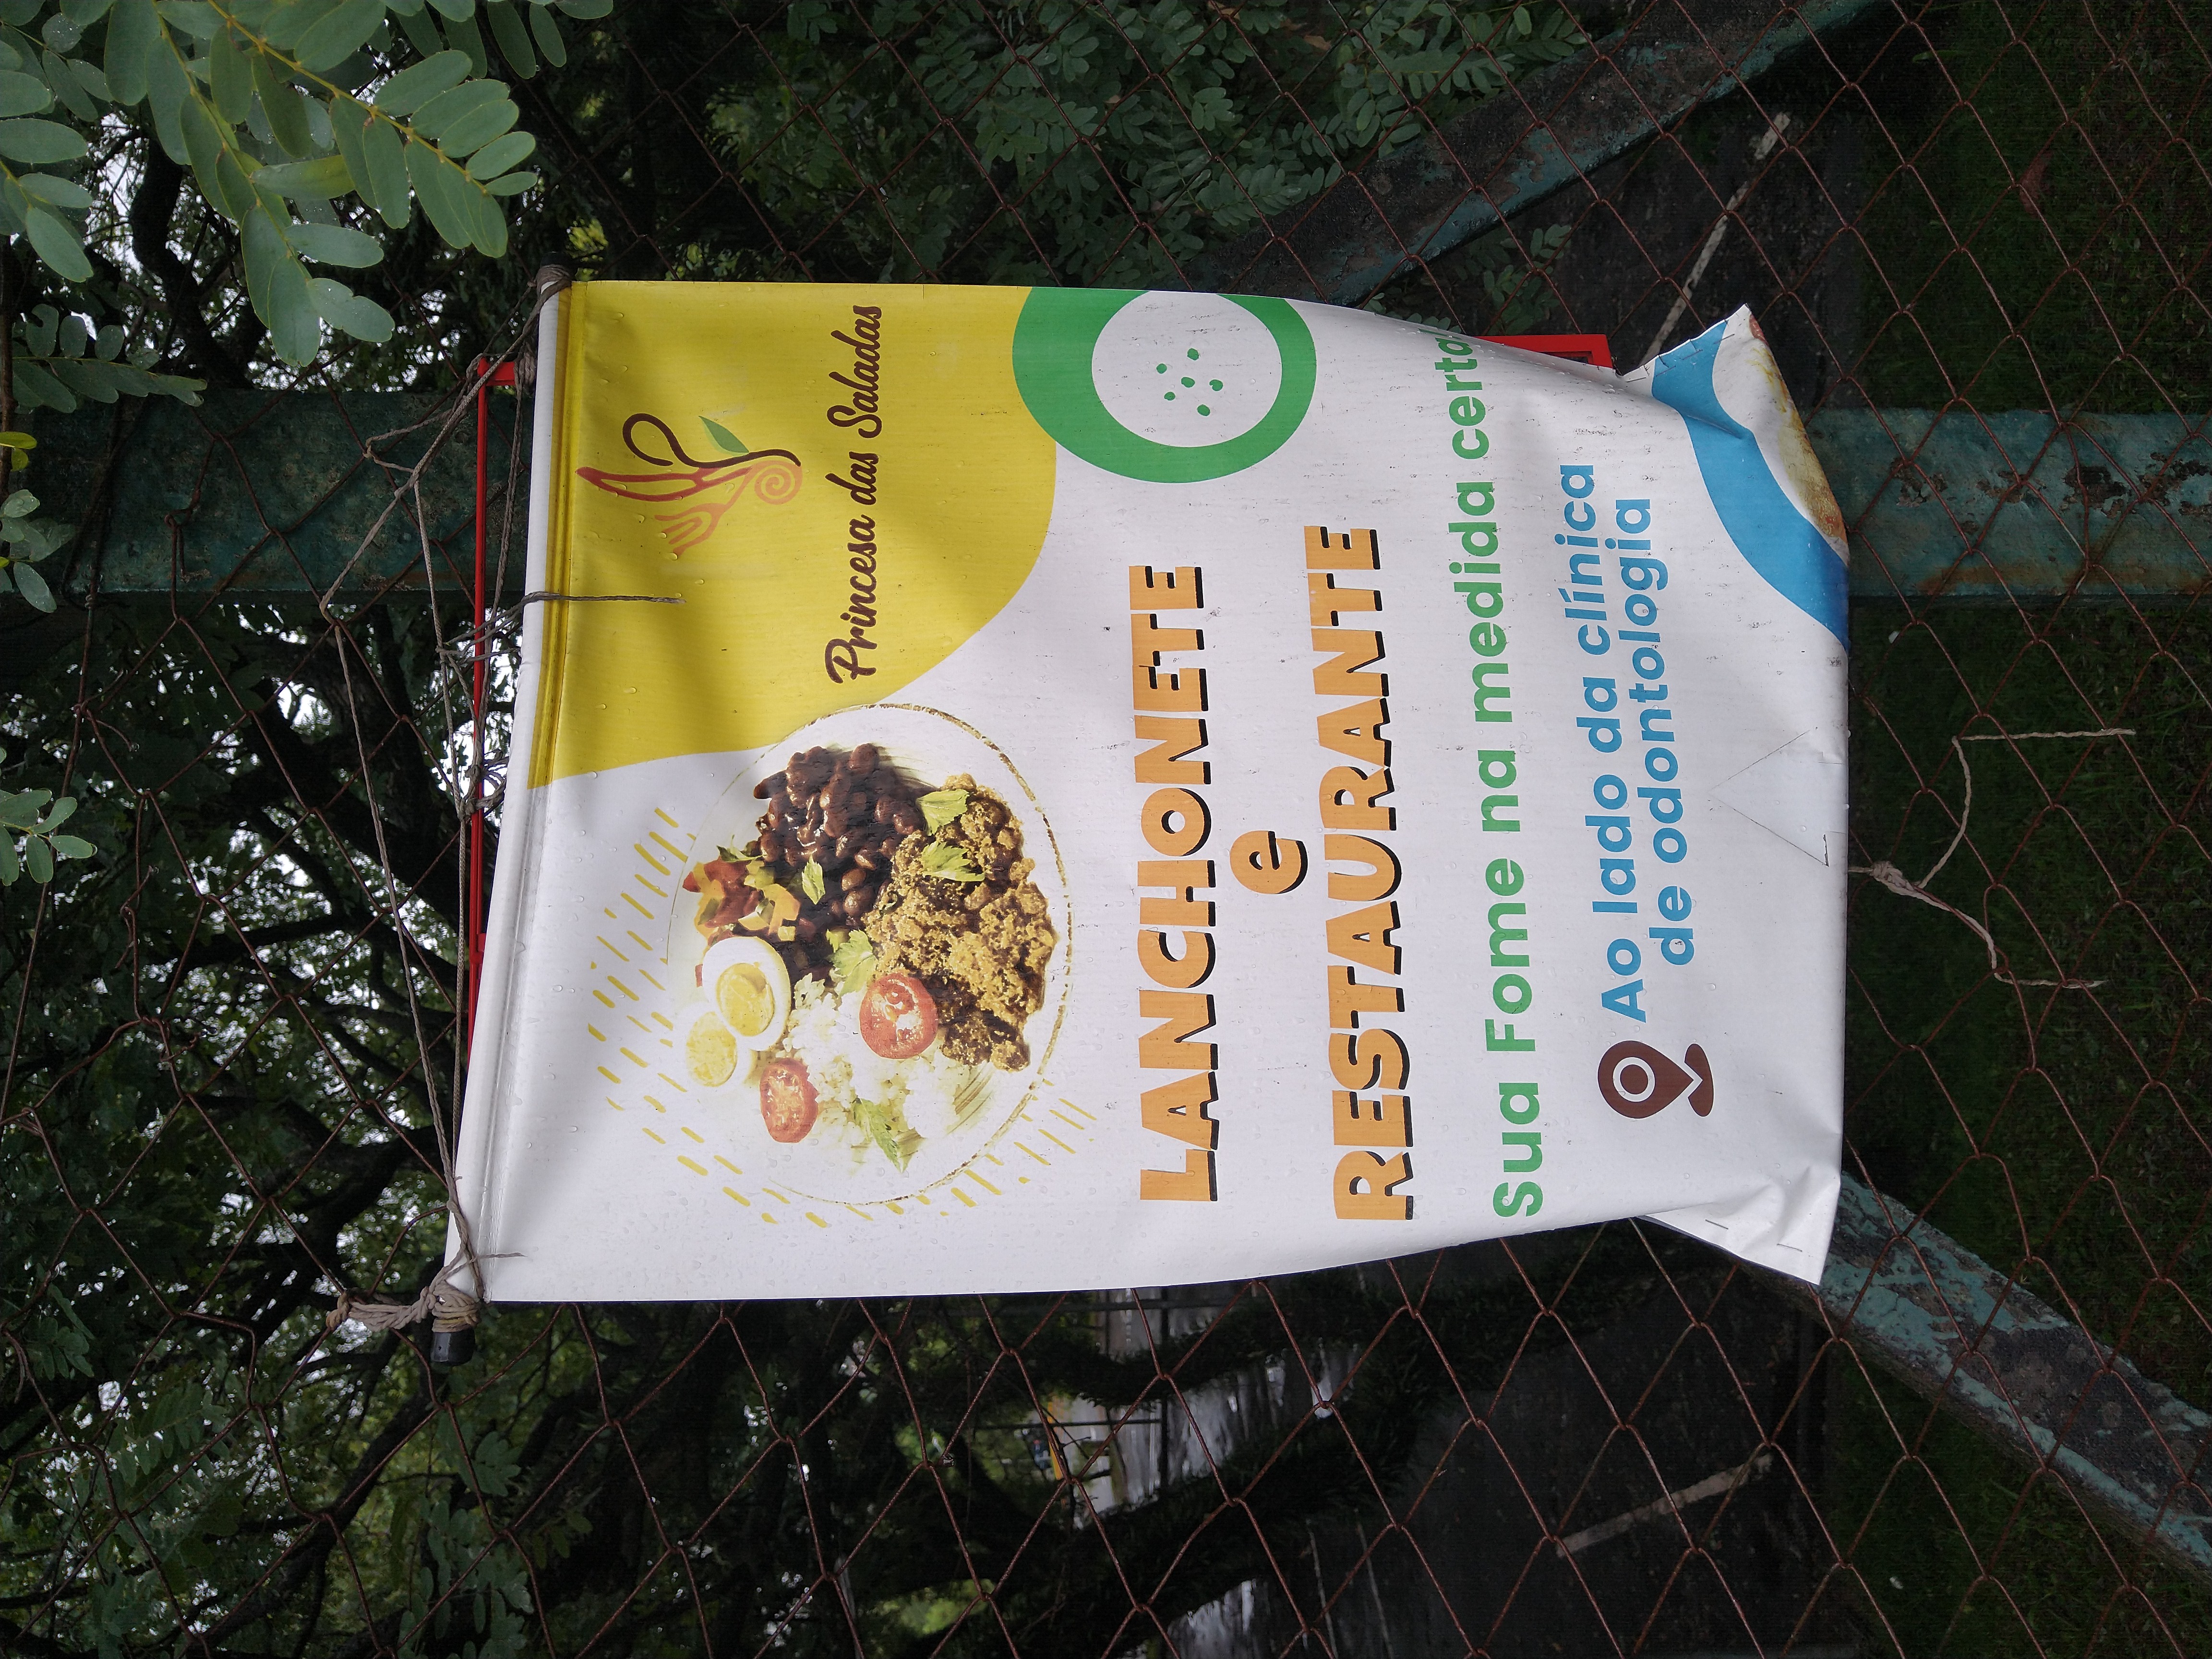 Princesa das Saladas
LANCHONETE
e
RESTAURANTE
Sua Fome na medida certa!
Ao lado da clínica
de odontologia